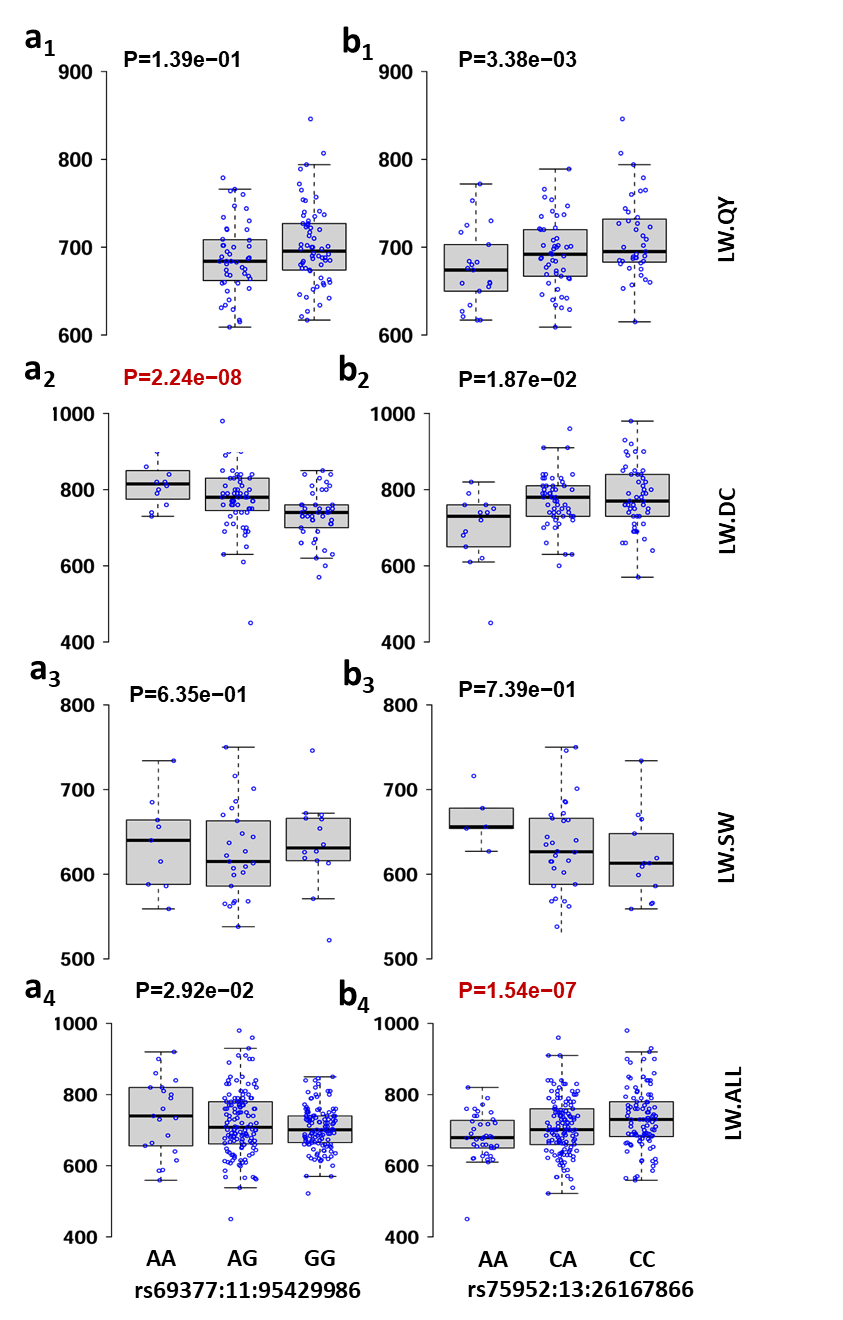 a1
P=1.39e−01
b1
P=3.38e−03
900
800
700
600
900
800
700
600
LW.QY
a2
P=2.24e−08
b2
P=1.87e−02
1000
800
600
400
1000
800
600
400
LW.DC
a3
P=6.35e−01
b3
P=7.39e−01
800
700
600
500
800
700
600
500
LW.SW
a4
P=2.92e−02
b4
P=1.54e−07
1000
800
600
400
1000
800
600
400
LW.ALL
AA AG GG
AA CA CC
rs69377:11:95429986
rs75952:13:26167866